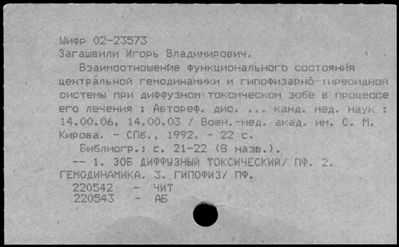 Шифр 02-23573
Загашвили Игорь Владимирович.
Взаимоотношение функционального состояния
центральной гемодинамики и гипофизарно-тиреоидной
системы при диффузном токсическом зобе в процессе
его лечения : Автореф. дис. ... канд. мед. наук :
14.00.06, 14.00.03 / Воен.-мед. акад. им. С. М.
Кирова. - СПб., 1992. - 22 с.
Библиогр.: с. 21-22 (8 назв.).
-- 1. ЗОБ ДИФФУЗНЫЙ ТОКСИЧЕСКИЙ/ ПФ. 2.
ГЕМОДИНАМИКА. 3. ГИПОФИЗ/ ПФ.
220542 - ЧИТ
220543 - АБ